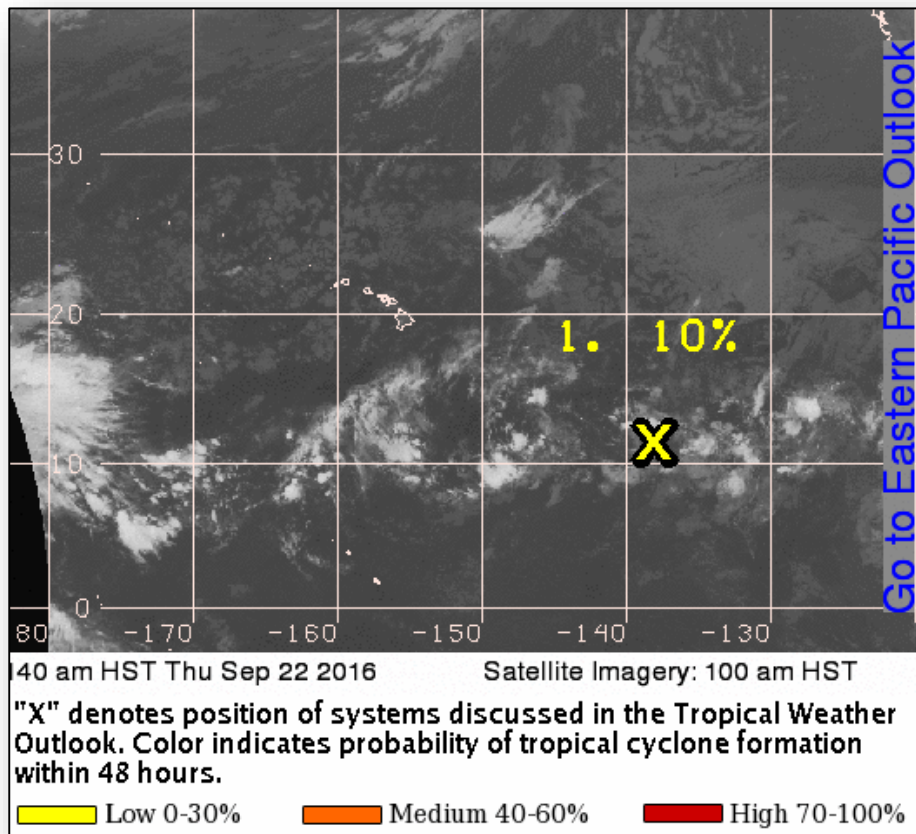 30
20
1. 10%
10
0
80 -170 -160 -150 -140 -130
Go to Eastern Pacific Outlook
140 am HST Thu Sep 22 2016 Satellite Imagery: 100 am HST
"X" denotes position of systems discussed in the Tropical Weather
Outlook. Color indicates probability of tropical cyclone formation
within 48 hours.
Low 0-30% Medium 40-60% High 70-100%